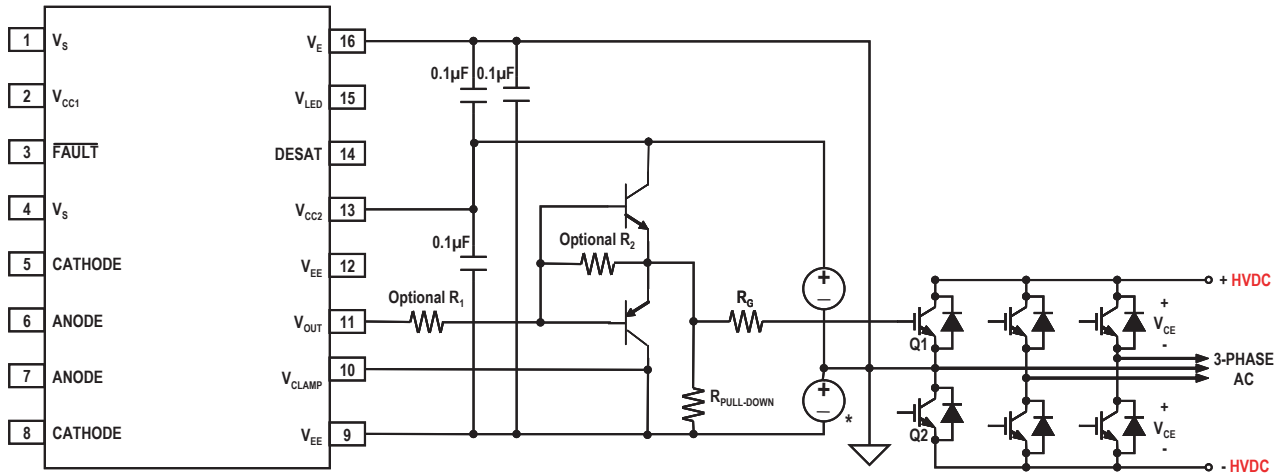 1 V_S
2 V_CC1
3 F̅A̅U̅L̅T̅
4 V_S
5 CATHODE
6 ANODE
7 ANODE
8 CATHODE
V_E 16
V_LED 15
DESAT 14
V_CC2 13
V_EE 12
V_OUT 11
V_CLAMP 10
V_EE 9
0.1µF 0.1µF
0.1µF
Optional R_1
Optional R_2
R_G
R_PULL-DOWN
+
–
+
–
*
Q1
Q2
+ HVDC
+
V_CE
-
3-PHASE
AC
+
V_CE
-
- HVDC